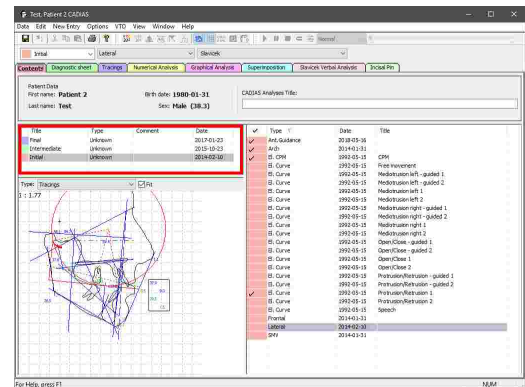 Test, Patient 2 CADIAS
Data Edit New Entry Options VTO View Window Help
Normal
Initial Lateral Slavicek
Contents Diagnostic sheet Tracings Numerical Analysis Graphical Analysis Superimposition Slavicek Verbal Analysis Incisal Pin
Patient Data
First name: Patient 2 Birth date: 1980-01-31
Last name: Test Sex: Male (38.3)
CADIAS Analyses Title:
Title Type Comment Date
Final Unknown 2017-01-23
Intermediate Unknown 2015-10-23
Initial Unknown 2014-02-10
Type: Tracings Fit
1 : 1.77
Type Date Title
Ant. Guidance 2018-05-16
Arch 2014-01-31
El. CPM 1992-05-15 CPM
El. Curve 1992-05-15 Free movement
El. Curve 1992-05-15 Mediotrusion left - guided 1
El. Curve 1992-05-15 Mediotrusion left - guided 2
El. Curve 1992-05-15 Mediotrusion left 1
El. Curve 1992-05-15 Mediotrusion left 2
El. Curve 1992-05-15 Mediotrusion right - guided 1
El. Curve 1992-05-15 Mediotrusion right - guided 2
El. Curve 1992-05-15 Mediotrusion right 1
El. Curve 1992-05-15 Mediotrusion right 2
El. Curve 1992-05-15 Open/Close - guided 1
El. Curve 1992-05-15 Open/Close - guided 2
El. Curve 1992-05-15 Open/Close 1
El. Curve 1992-05-15 Open/Close 2
El. Curve 1992-05-15 Protrusion/Retrusion - guided 1
El. Curve 1992-05-15 Protrusion/Retrusion - guided 2
El. Curve 1992-05-15 Protrusion/Retrusion 1
El. Curve 1992-05-15 Protrusion/Retrusion 2
El. Curve 1992-05-15 Speech
Frontal 2014-01-31
Lateral 2014-02-10
SMV 2014-01-31
For Help, press F1 NUM